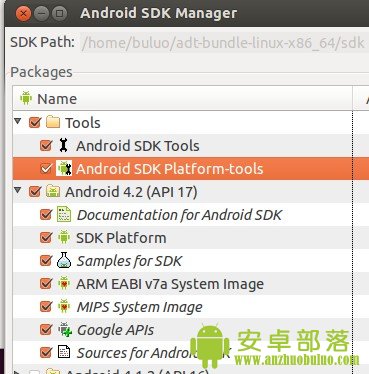 Android SDK Manager
SDK Path: /home/buluo/adt-bundle-linux-x86_64/sdk
Packages
Name
Tools
Android SDK Tools
Android SDK Platform-tools
Android 4.2 (API 17)
Documentation for Android SDK
SDK Platform
Samples for SDK
ARM EABI v7a System Image
MIPS System Image
Google APIs
Sources for Android SDK
安卓部落
www.anzhuobuluo.com
Android 4.1.2 (API 16)